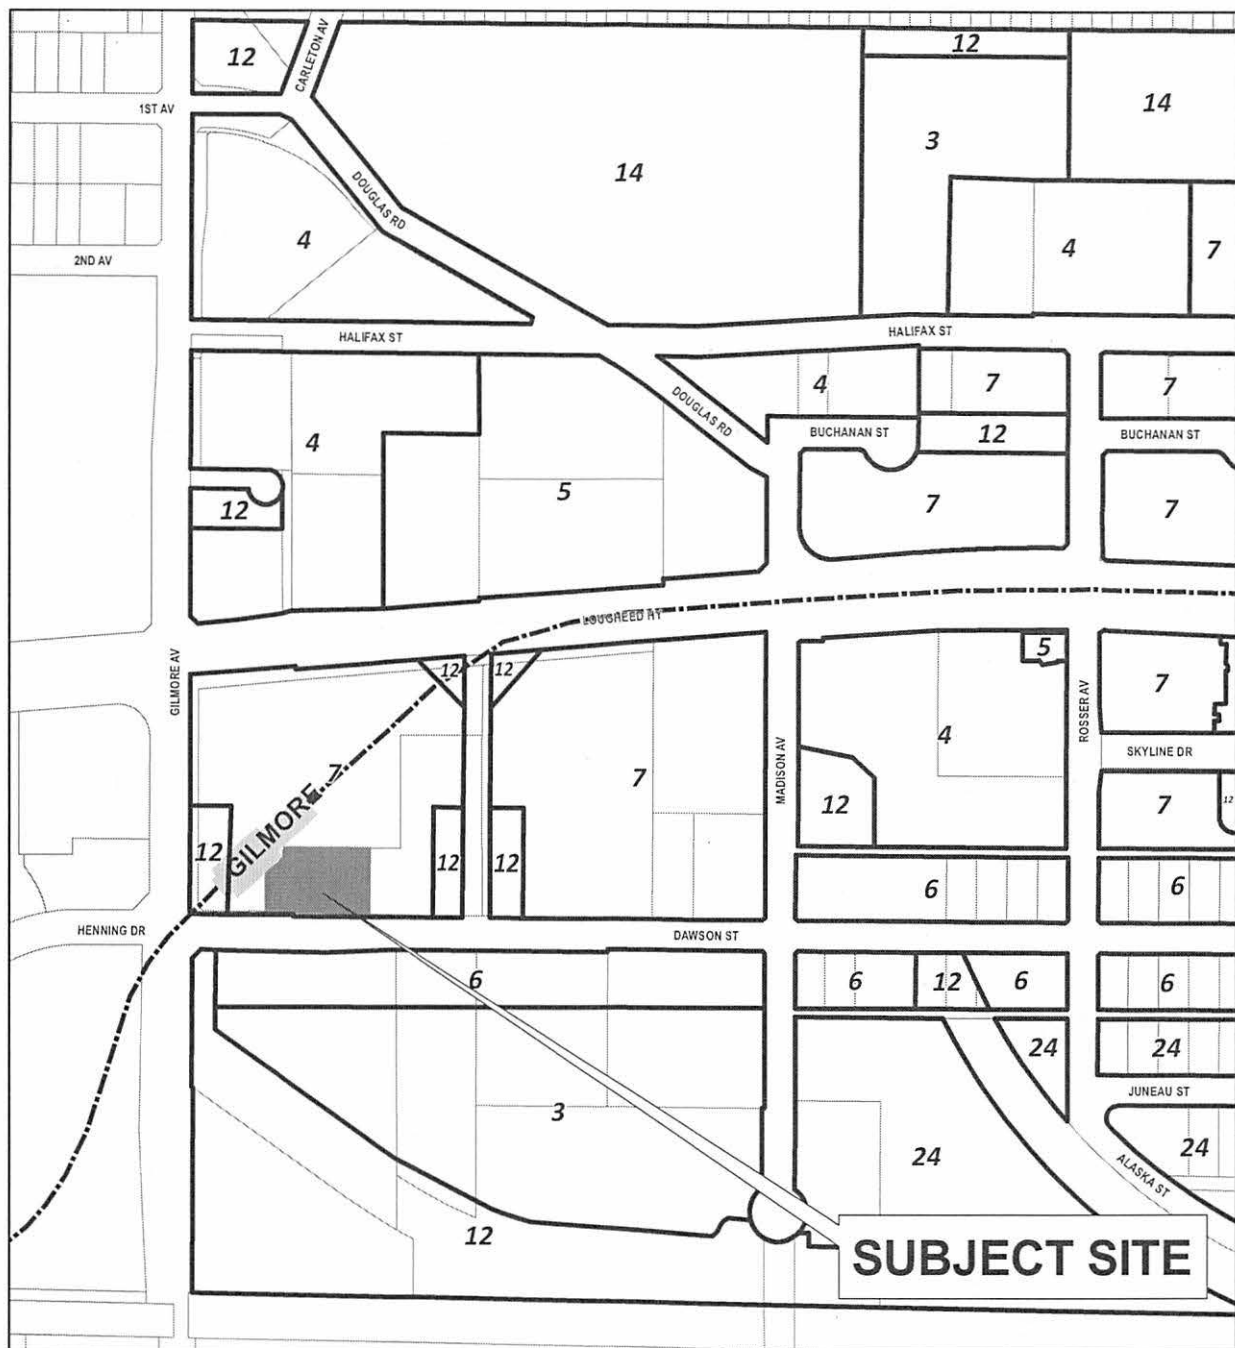 12
CARLETON AV
12
14
1ST AV
3
14
DOUGLAS RD
4
4
7
2ND AV
HALIFAX ST
HALIFAX ST
4
7
7
DOUGLAS RD
BUCHANAN ST
12
BUCHANAN ST
4
5
12
7
7
LOUGHEED HY
GILMORE AV
12
12
5
7
ROSSER AV
4
SKYLINE DR
7
7
MADISON AV
12
7
12
GILMORE
12
12
12
6
6
HENNING DR
DAWSON ST
6
6
12
6
6
24
24
JUNEAU ST
3
24
ALASKA ST
24
12
SUBJECT SITE